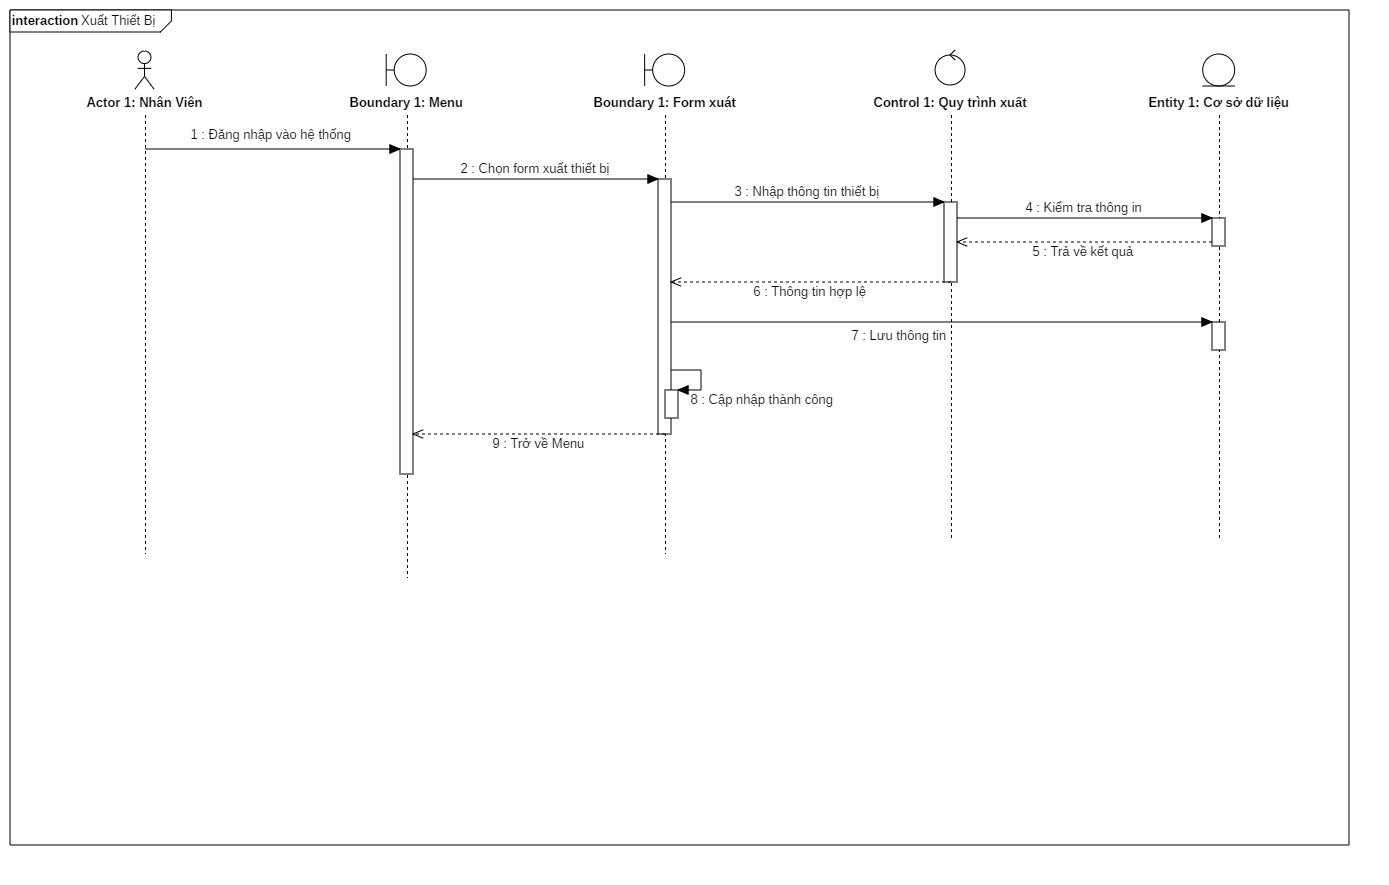 interaction Xuất Thiết Bị
Actor 1: Nhân Viên
Boundary 1: Menu
Boundary 1: Form xuát
Control 1: Quy trình xuất
Entity 1: Cơ sở dữ liệu
1 : Đăng nhập vào hệ thống
2 : Chọn form xuất thiết bị
3 : Nhập thông tin thiết bị
4 : Kiểm tra thông in
5 : Trả về kết quả
6 : Thông tin hợp lệ
7 : Lưu thông tin
8 : Cập nhập thành công
9 : Trở về Menu